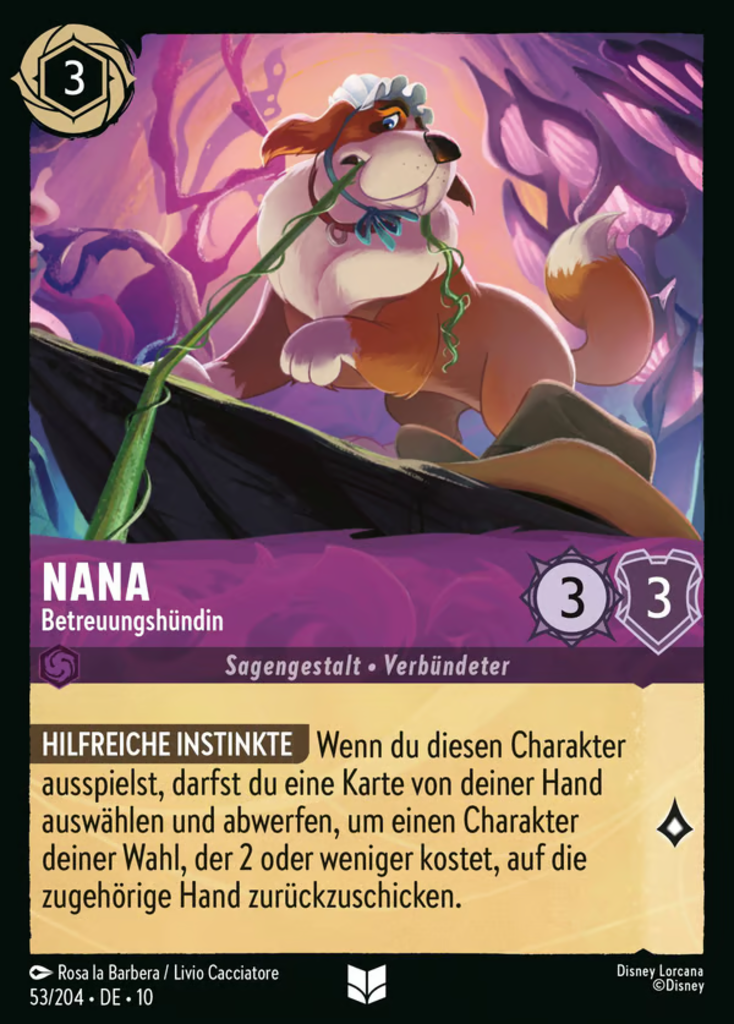 3
NANA
Betreuungshündin
3
3
Sagengestalt • Verbündeter
HILFREICHE INSTINKTE Wenn du diesen Charakter
ausspielst, darfst du eine Karte von deiner Hand
auswählen und abwerfen, um einen Charakter
deiner Wahl, der 2 oder weniger kostet, auf die
zugehörige Hand zurückzuschicken.
Rosa la Barbera / Livio Cacciatore
53/204 • DE • 10
Disney Lorcana
©Disney